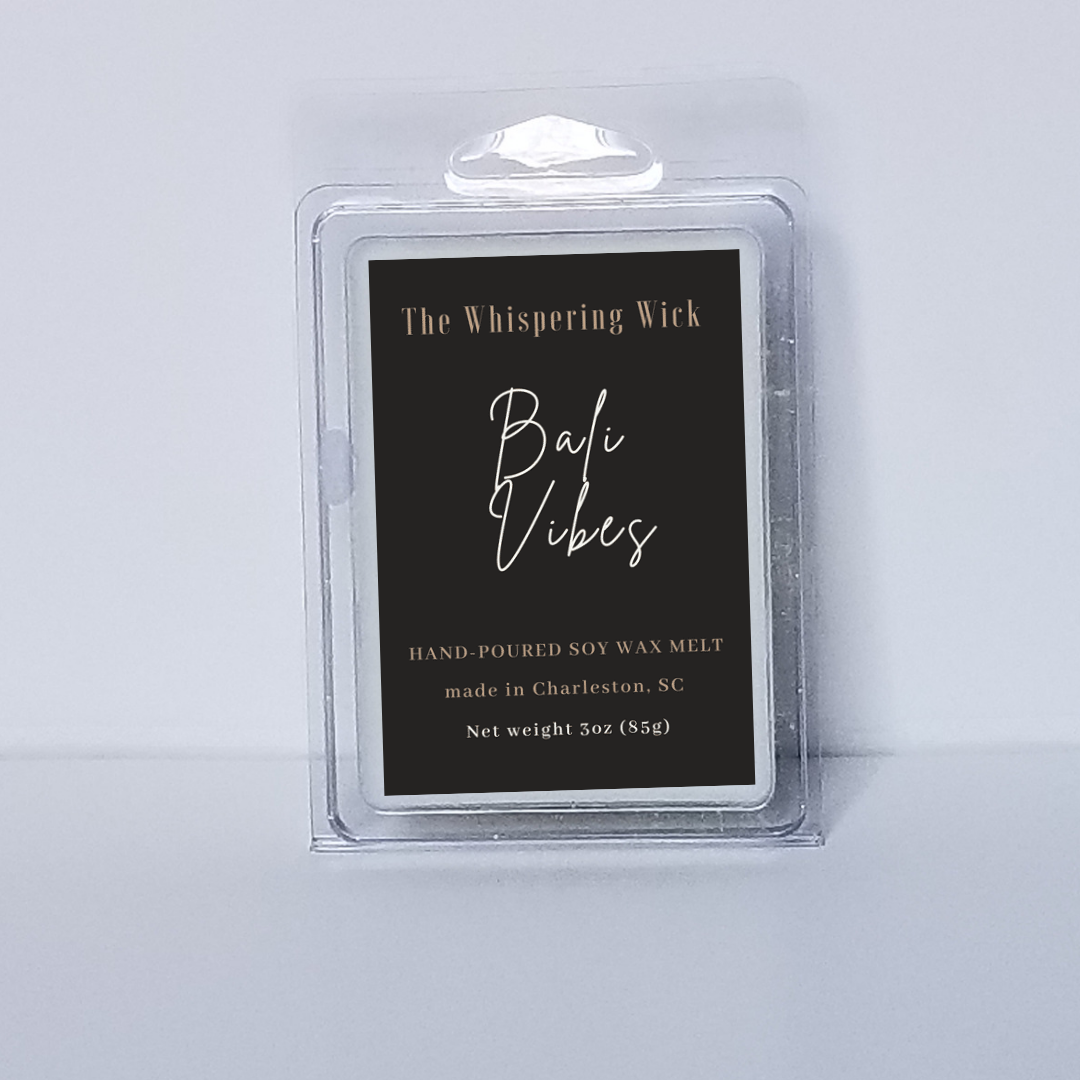 The Whispering Wick
Bali
Vibes
HAND-POURED SOY WAX MELT
made in Charleston, SC
Net weight 3oz (85g)